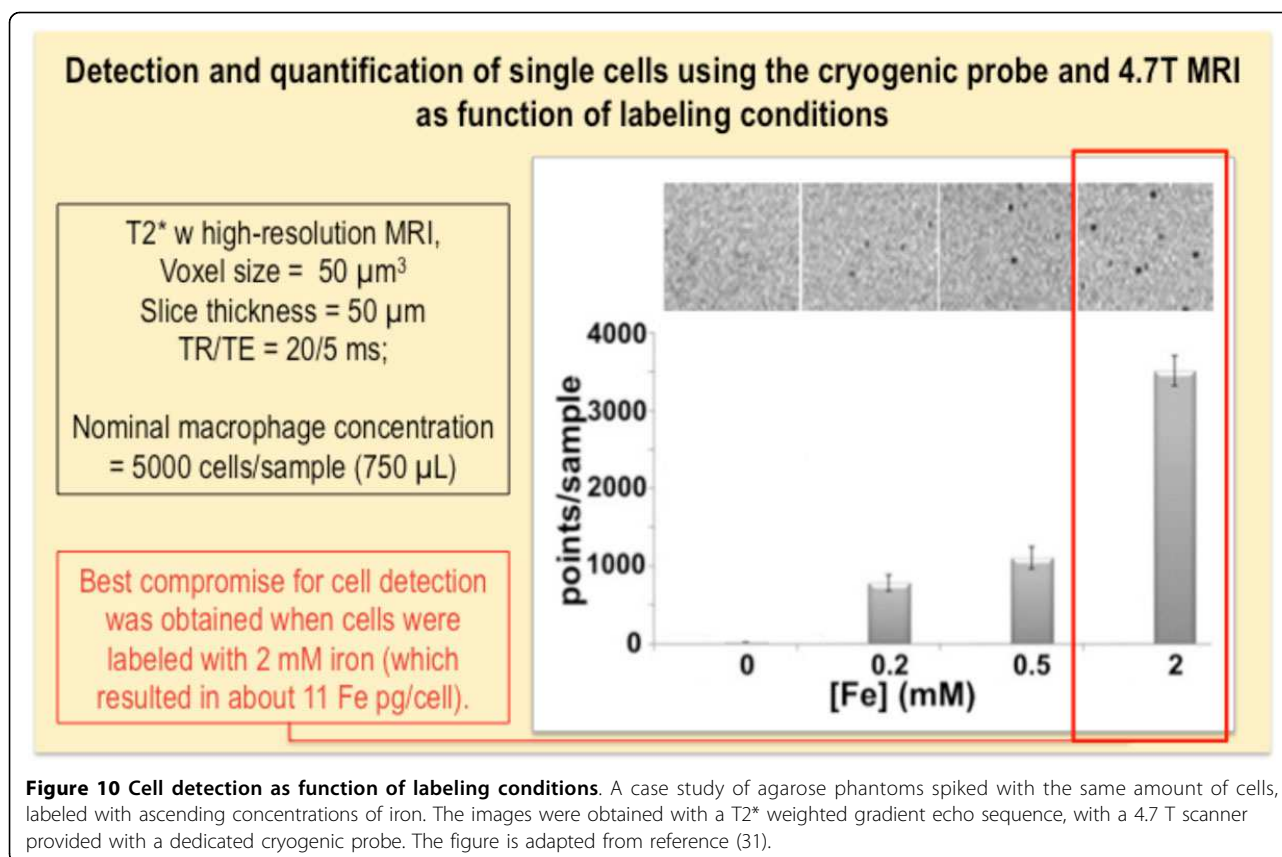 Detection and quantification of single cells using the cryogenic probe and 4.7T MRI
as function of labeling conditions
T2* w high-resolution MRI,
Voxel size = 50 µm³
Slice thickness = 50 µm
TR/TE = 20/5 ms;
Nominal macrophage concentration
= 5000 cells/sample (750 µL)
Best compromise for cell detection
was obtained when cells were
labeled with 2 mM iron (which
resulted in about 11 Fe pg/cell).
points/sample
4000
3000
2000
1000
0
0 0.2 0.5 2
[Fe] (mM)
Figure 10 Cell detection as function of labeling conditions. A case study of agarose phantoms spiked with the same amount of cells,
labeled with ascending concentrations of iron. The images were obtained with a T2* weighted gradient echo sequence, with a 4.7 T scanner
provided with a dedicated cryogenic probe. The figure is adapted from reference (31).